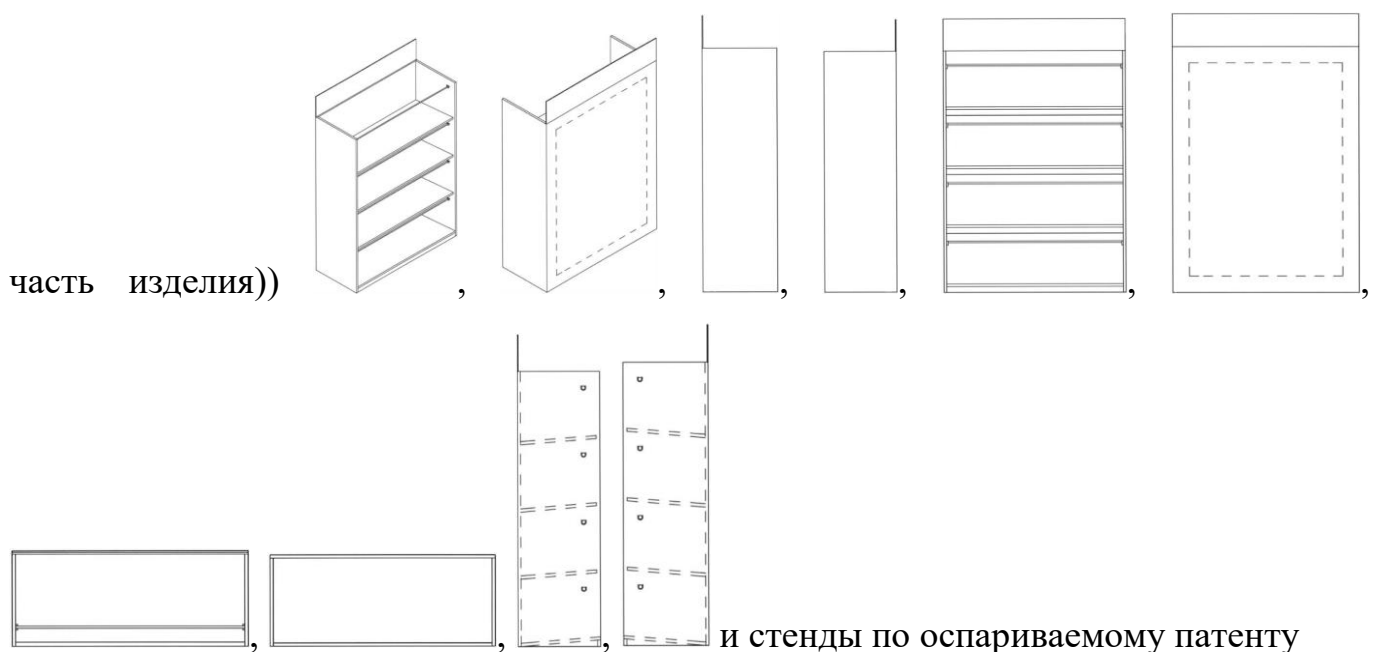 часть изделия)) , , , , , ,
, , , и стенды по оспариваемому патенту